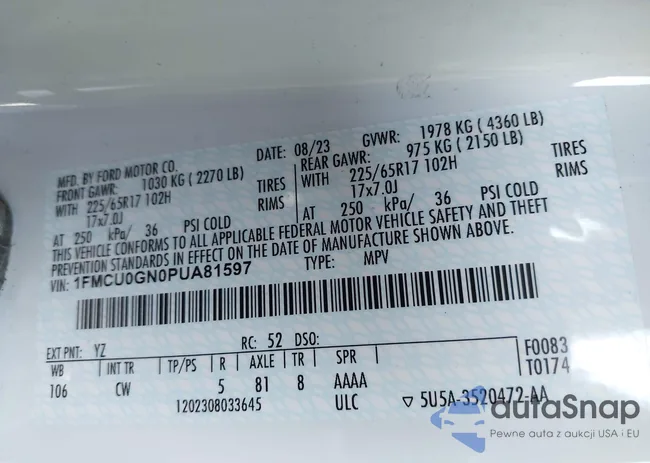 MFD. BY FORD MOTOR CO.
DATE: 08/23 GVWR: 1978 KG ( 4360 LB)
FRONT GAWR: 1030 KG ( 2270 LB)
REAR GAWR: 975 KG ( 2150 LB)
WITH 225/65R17 102H TIRES
WITH 225/65R17 102H TIRES
17x7.0J RIMS
17x7.0J RIMS
AT 250 kPa/ 36 PSI COLD
AT 250 kPa/ 36 PSI COLD
THIS VEHICLE CONFORMS TO ALL APPLICABLE FEDERAL MOTOR VEHICLE SAFETY AND THEFT
PREVENTION STANDARDS IN EFFECT ON THE DATE OF MANUFACTURE SHOWN ABOVE.
VIN: 1FMCU0GN0PUA81597 TYPE: MPV
EXT PNT: YZ RC: 52 DSO: F0083
WB INT TR TP/PS R AXLE TR SPR T0174
106 CW 5 81 8 AAAA
1202308033645 ULC ▽ 5U5A-3520472-AA
autaSnap
Pewne auta z aukcji USA i EU